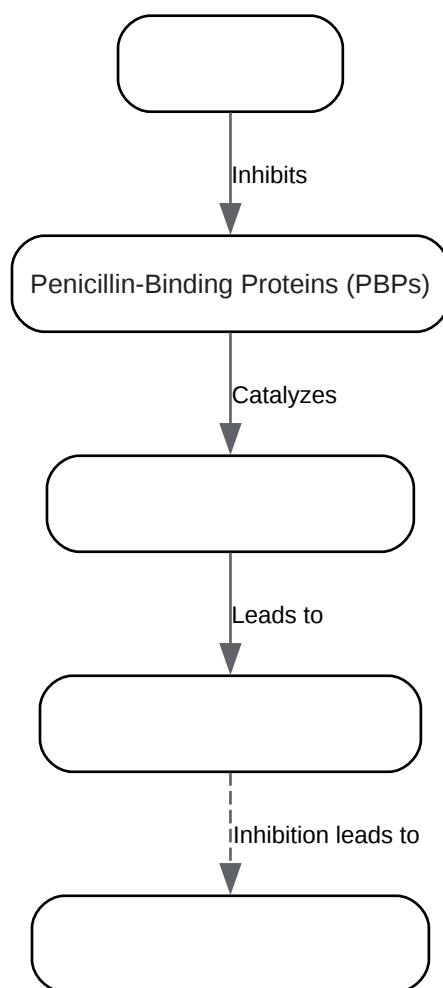 Inhibits
Penicillin-Binding Proteins (PBPs)
Catalyzes
Leads to
Inhibition leads to